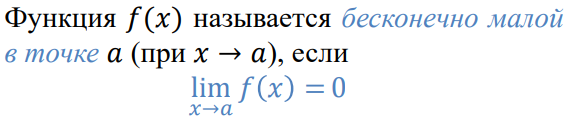 Функция f(x) называется бесконечно малой
в точке a (при x → a), если
lim f(x) = 0
x→a